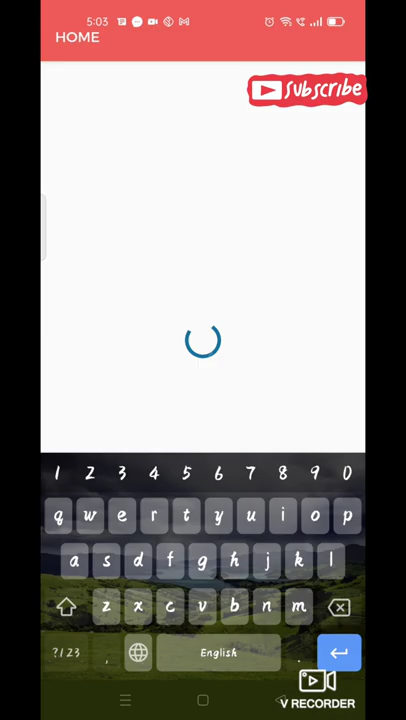 5:03
HOME
Subscribe
1 2 3 4 5 6 7 8 9 0
q w e r t y u i o p
a s d f g h j k l
z x c v b n m
?123 , English .
V RECORDER